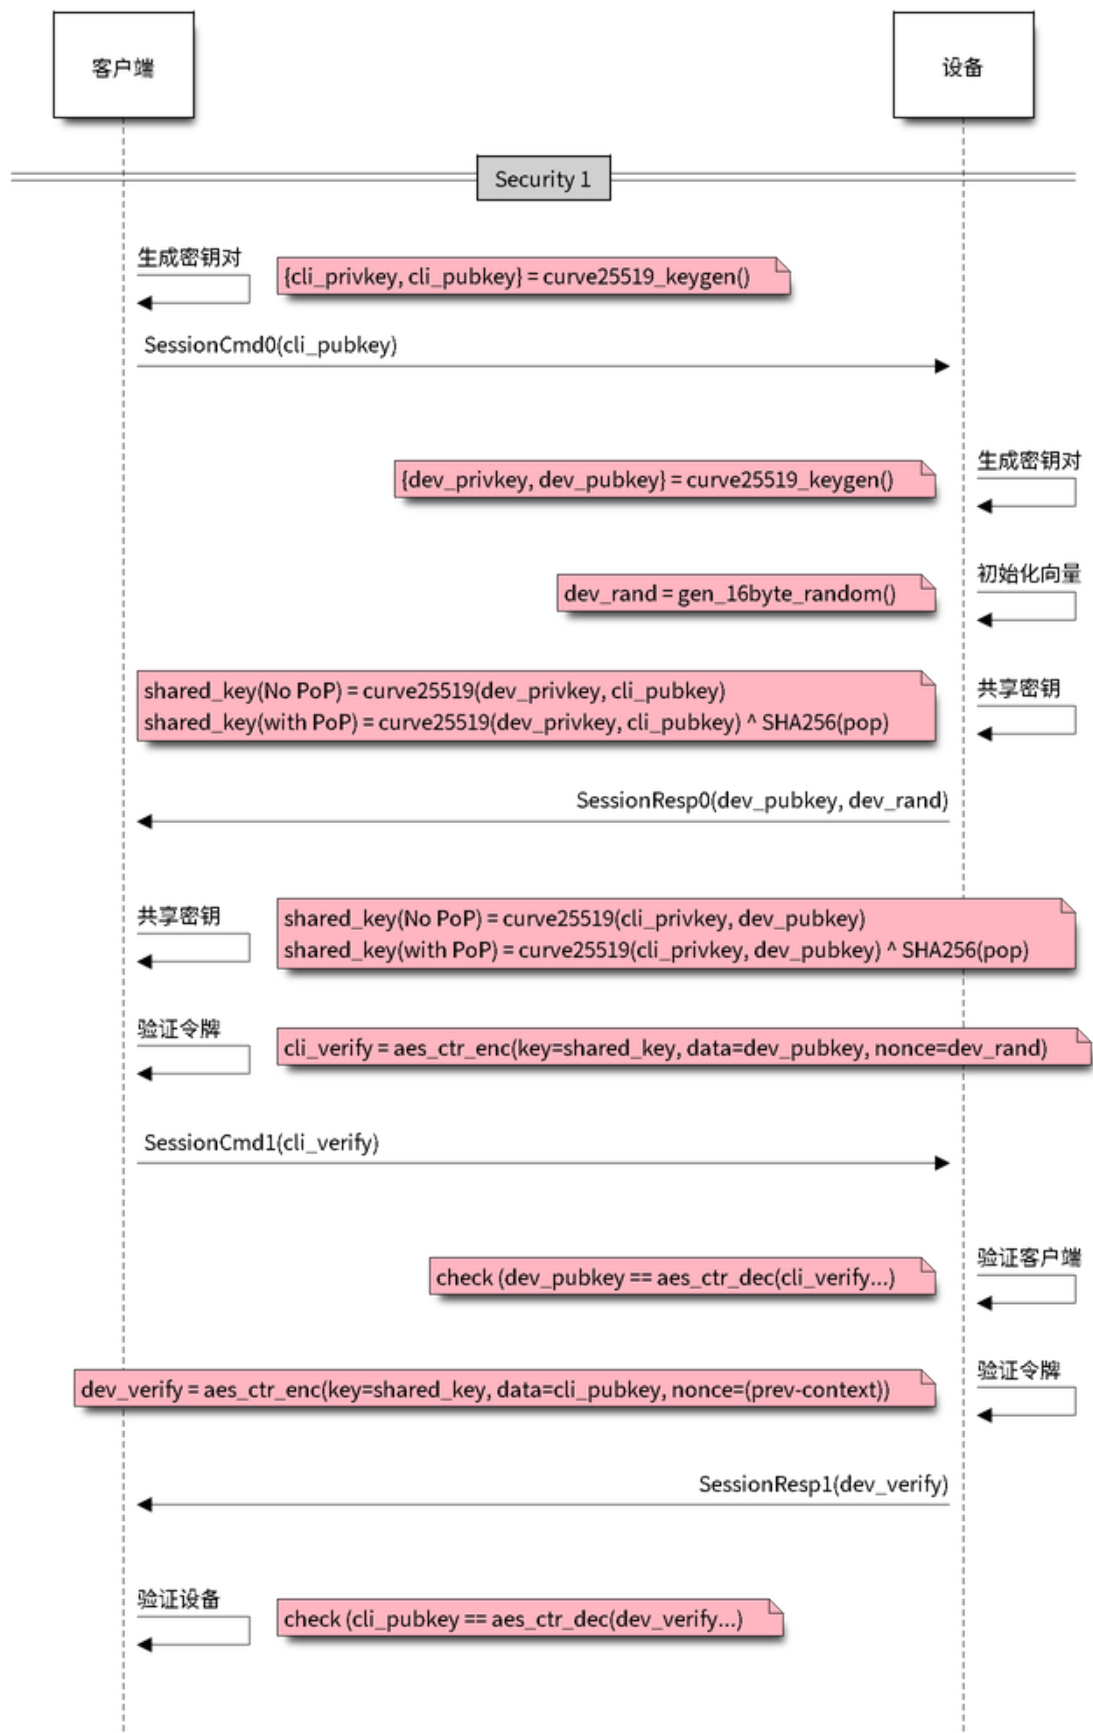 客户端
设备
Security 1
生成密钥对
{cli_privkey, cli_pubkey} = curve25519_keygen()
SessionCmd0(cli_pubkey)
生成密钥对
{dev_privkey, dev_pubkey} = curve25519_keygen()
初始化向量
dev_rand = gen_16byte_random()
共享密钥
shared_key(No PoP) = curve25519(dev_privkey, cli_pubkey)
shared_key(with PoP) = curve25519(dev_privkey, cli_pubkey) ^ SHA256(pop)
SessionResp0(dev_pubkey, dev_rand)
共享密钥
shared_key(No PoP) = curve25519(cli_privkey, dev_pubkey)
shared_key(with PoP) = curve25519(cli_privkey, dev_pubkey) ^ SHA256(pop)
验证令牌
cli_verify = aes_ctr_enc(key=shared_key, data=dev_pubkey, nonce=dev_rand)
SessionCmd1(cli_verify)
验证客户端
check (dev_pubkey == aes_ctr_dec(cli_verify...)
验证令牌
dev_verify = aes_ctr_enc(key=shared_key, data=cli_pubkey, nonce=(prev-context))
SessionResp1(dev_verify)
验证设备
check (cli_pubkey == aes_ctr_dec(dev_verify...)